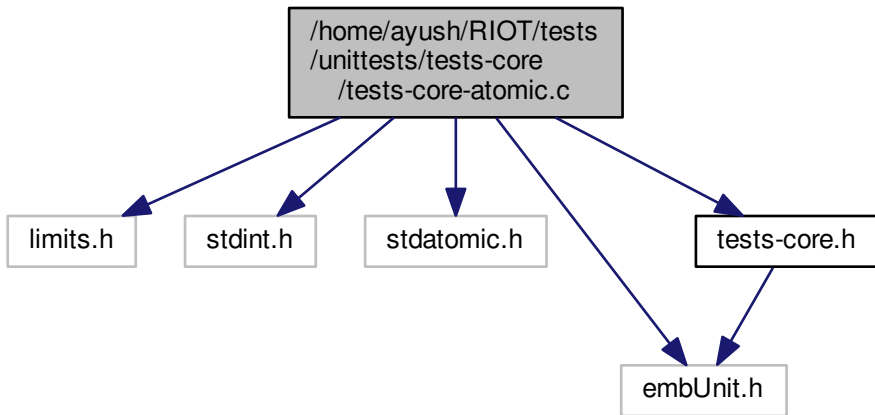 /home/ayush/RIOT/tests
/unittests/tests-core
/tests-core-atomic.c
limits.h
stdint.h
stdatomic.h
tests-core.h
embUnit.h